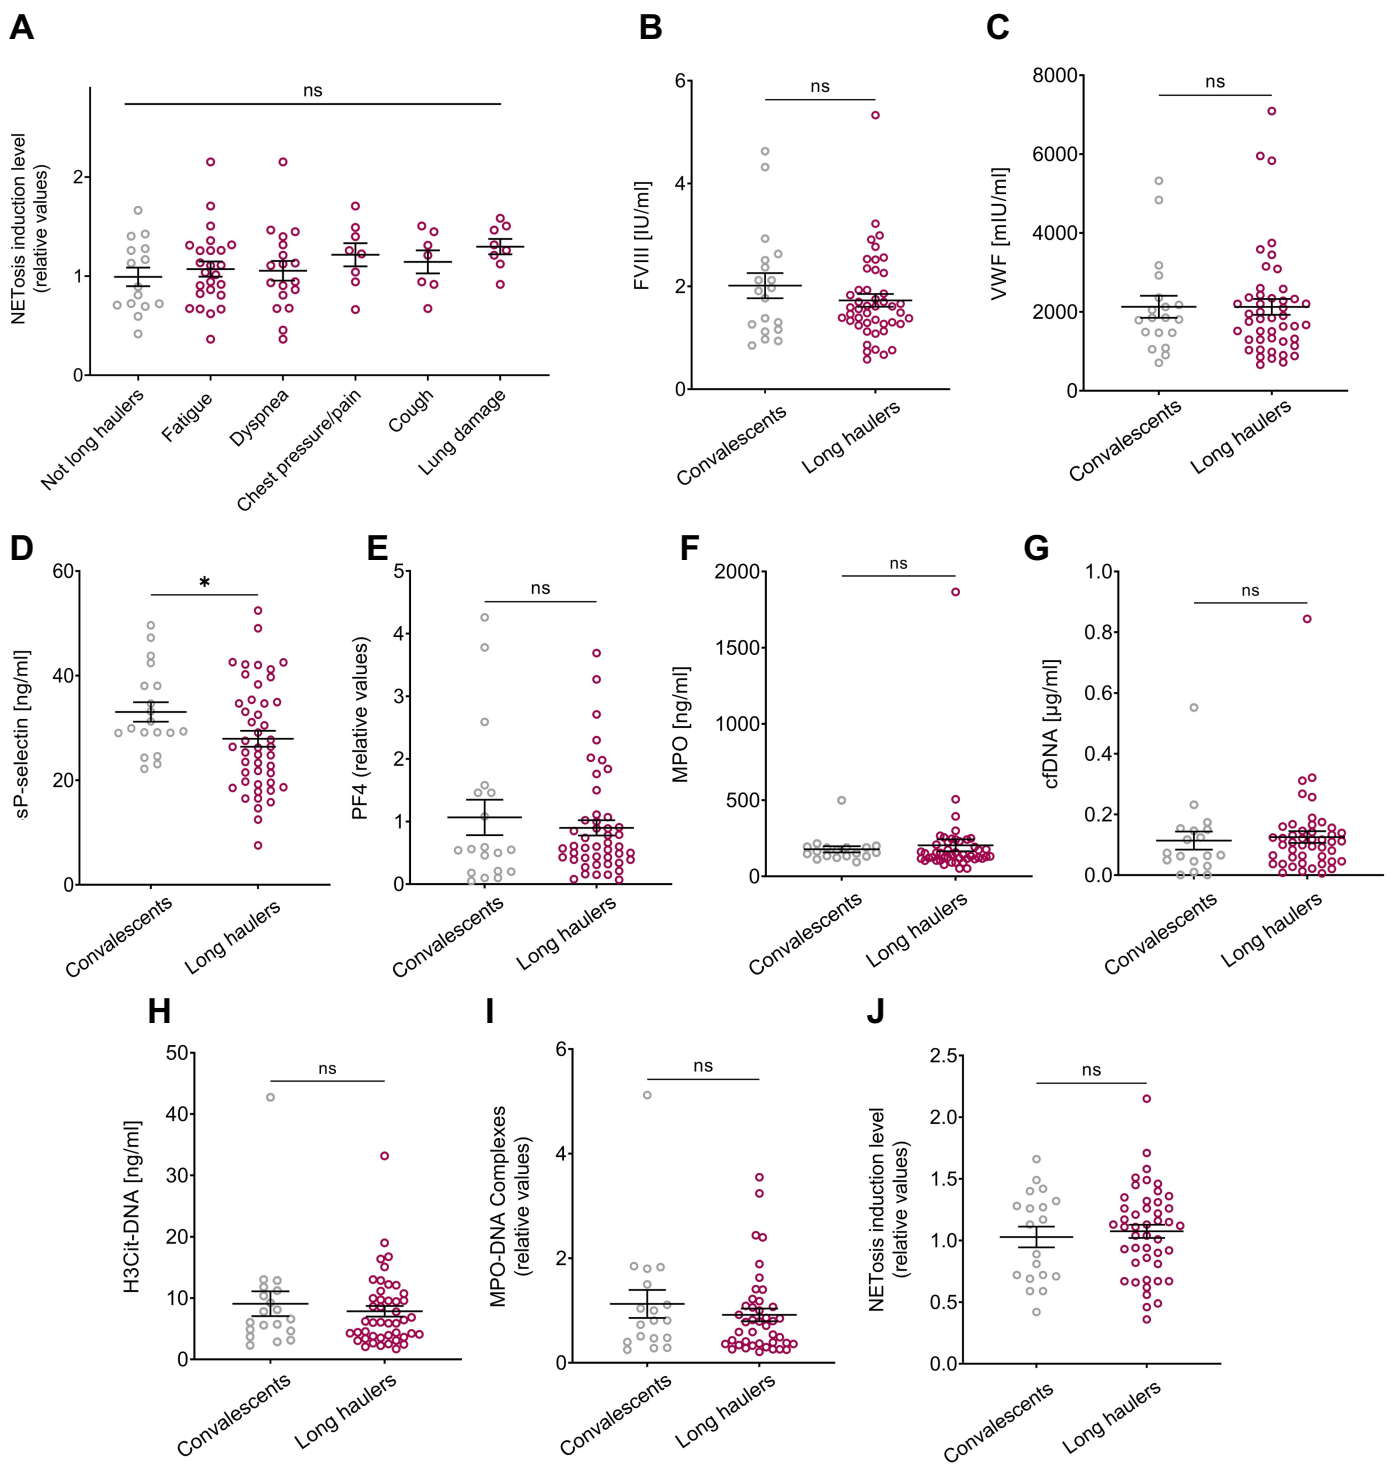 A
NETosis induction level
(relative values)
ns
2
1
0
Not long haulers
Fatigue
Dyspnea
Chest pressure/pain
Cough
Lung damage
B
FVIII [IU/ml]
ns
6
4
2
0
Convalescents
Long haulers
C
VWF [mIU/ml]
ns
8000
6000
4000
2000
0
Convalescents
Long haulers
D
sP-selectin [ng/ml]
*
60
40
20
0
Convalescents
Long haulers
E
PF4 (relative values)
ns
5
4
3
2
1
0
Convalescents
Long haulers
F
MPO [ng/ml]
ns
2000
1500
1000
500
0
Convalescents
Long haulers
G
cfDNA [µg/ml]
ns
1.0
0.8
0.6
0.4
0.2
0.0
Convalescents
Long haulers
H
H3Cit-DNA [ng/ml]
ns
50
40
30
20
10
0
Convalescents
Long haulers
I
MPO-DNA Complexes
(relative values)
ns
6
4
2
0
Convalescents
Long haulers
J
NETosis induction level
(relative values)
ns
2.5
2.0
1.5
1.0
0.5
0.0
Convalescents
Long haulers